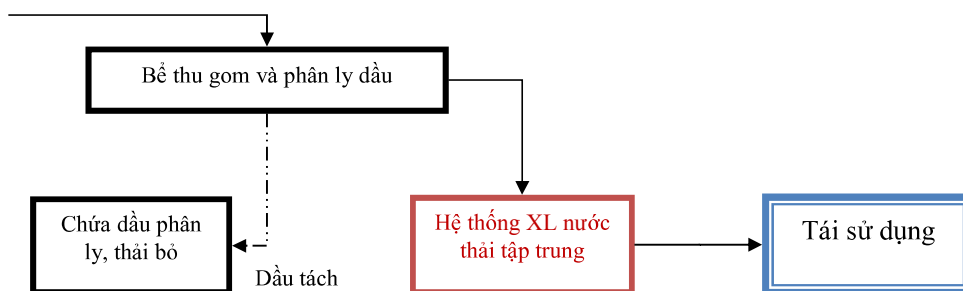 Bể thu gom và phân ly dầu
Chứa dầu phân
ly, thải bỏ
Dầu tách
Hệ thống XL nước
thải tập trung
Tái sử dụng